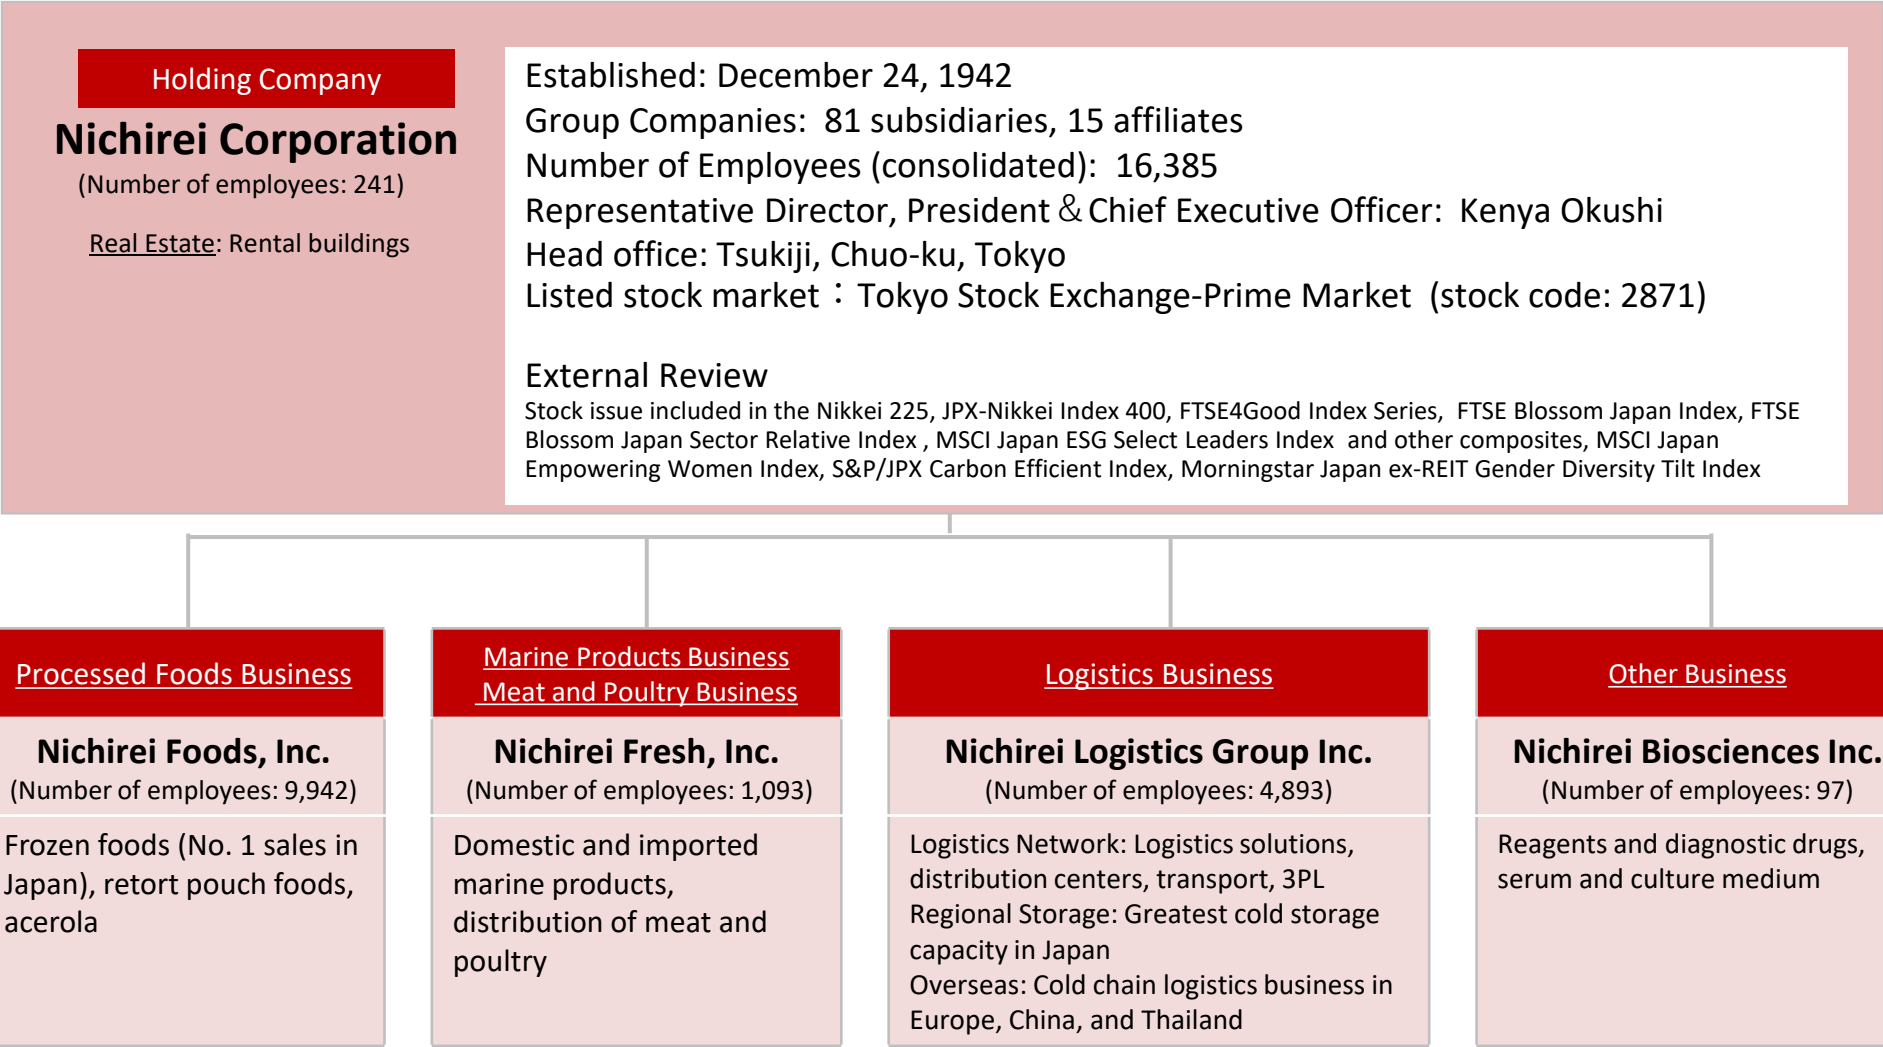 Holding Company
Nichirei Corporation
(Number of employees: 241)
Real Estate: Rental buildings
Established: December 24, 1942
Group Companies:  81 subsidiaries, 15 affiliates
Number of Employees (consolidated):  16,385
Representative Director, President＆Chief Executive Officer:  Kenya Okushi
Head office: Tsukiji, Chuo-ku, Tokyo
Listed stock market：Tokyo Stock Exchange-Prime Market  (stock code: 2871)
External Review
Stock issue included in the Nikkei 225, JPX-Nikkei Index 400, FTSE4Good Index Series,  FTSE Blossom Japan Index, FTSE
Blossom Japan Sector Relative Index , MSCI Japan ESG Select Leaders Index  and other composites, MSCI Japan
Empowering Women Index, S&P/JPX Carbon Efficient Index, Morningstar Japan ex-REIT Gender Diversity Tilt Index
Processed Foods Business
Nichirei Foods, Inc.
(Number of employees: 9,942)
Frozen foods (No. 1 sales in
Japan), retort pouch foods,
acerola
Marine Products Business
Meat and Poultry Business
Nichirei Fresh, Inc.
(Number of employees: 1,093)
Domestic and imported
marine products,
distribution of meat and
poultry
Logistics Business
Nichirei Logistics Group Inc.
(Number of employees: 4,893)
Logistics Network: Logistics solutions,
distribution centers, transport, 3PL
Regional Storage: Greatest cold storage
capacity in Japan
Overseas: Cold chain logistics business in
Europe, China, and Thailand
Other Business
Nichirei Biosciences Inc.
(Number of employees: 97)
Reagents and diagnostic drugs,
serum and culture medium